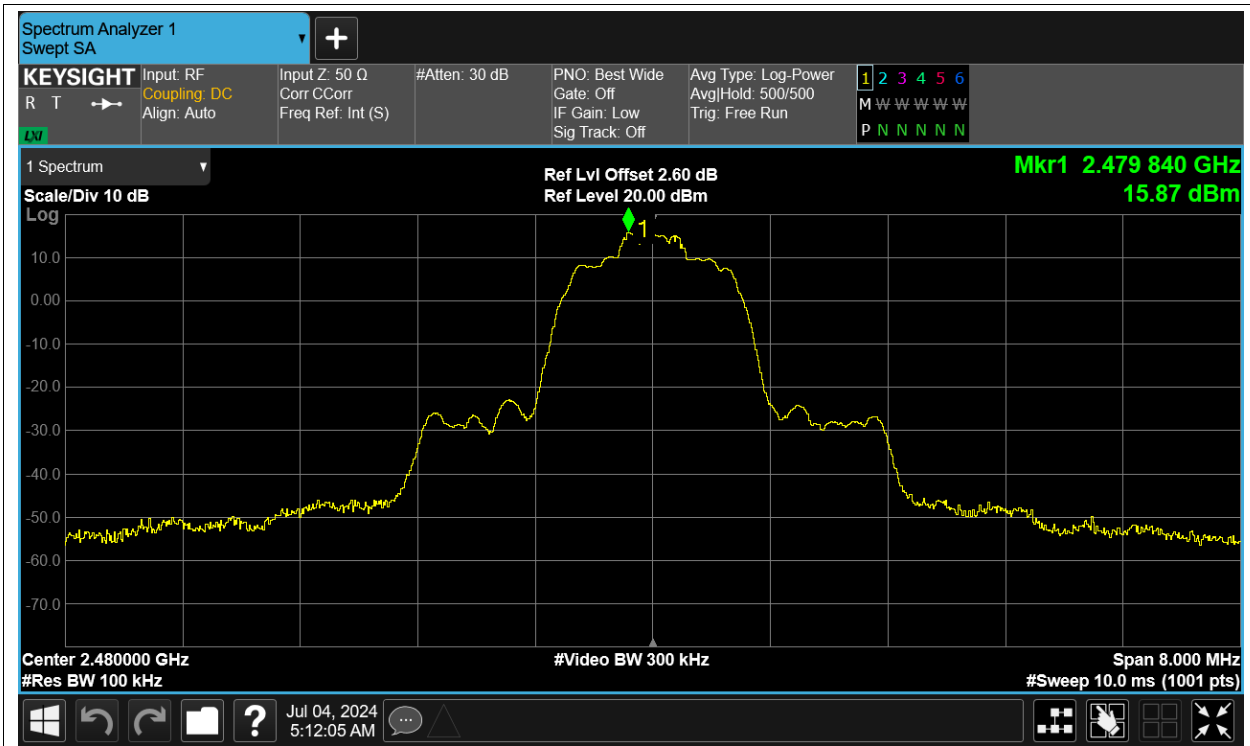 Spectrum Analyzer 1
Swept SA
KEYSIGHT
R T
LXI
Input: RF
Coupling: DC
Align: Auto
Input Z: 50 Ω
Corr CCorr
Freq Ref: Int (S)
#Atten: 30 dB
PNO: Best Wide
Gate: Off
IF Gain: Low
Sig Track: Off
Avg Type: Log-Power
Avg|Hold: 500/500
Trig: Free Run
1 2 3 4 5 6
M W W W W W
P N N N N N
1 Spectrum
Scale/Div 10 dB
Ref Lvl Offset 2.60 dB
Ref Level 20.00 dBm
Mkr1 2.479 840 GHz
15.87 dBm
Log
1
10.0
0.00
-10.0
-20.0
-30.0
-40.0
-50.0
-60.0
-70.0
Center 2.480000 GHz
#Video BW 300 kHz
Span 8.000 MHz
#Res BW 100 kHz
#Sweep 10.0 ms (1001 pts)
?
Jul 04, 2024
5:12:05 AM